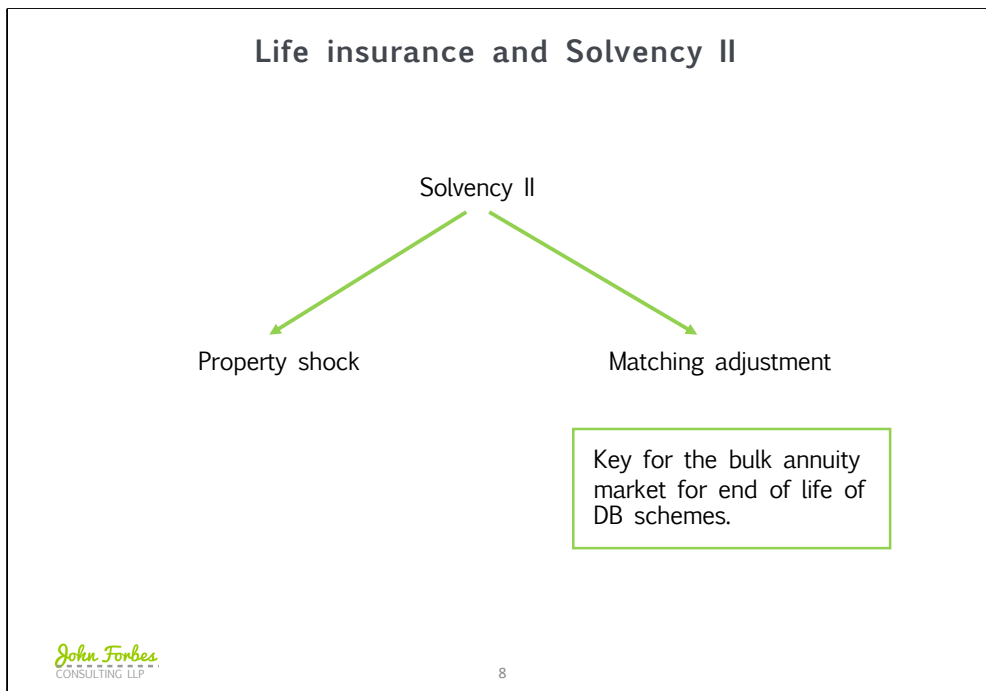 Life insurance and Solvency II
Solvency II
Property shock
Matching adjustment
Key for the bulk annuity
market for end of life of
DB schemes.
John Forbes
CONSULTING LLP
8